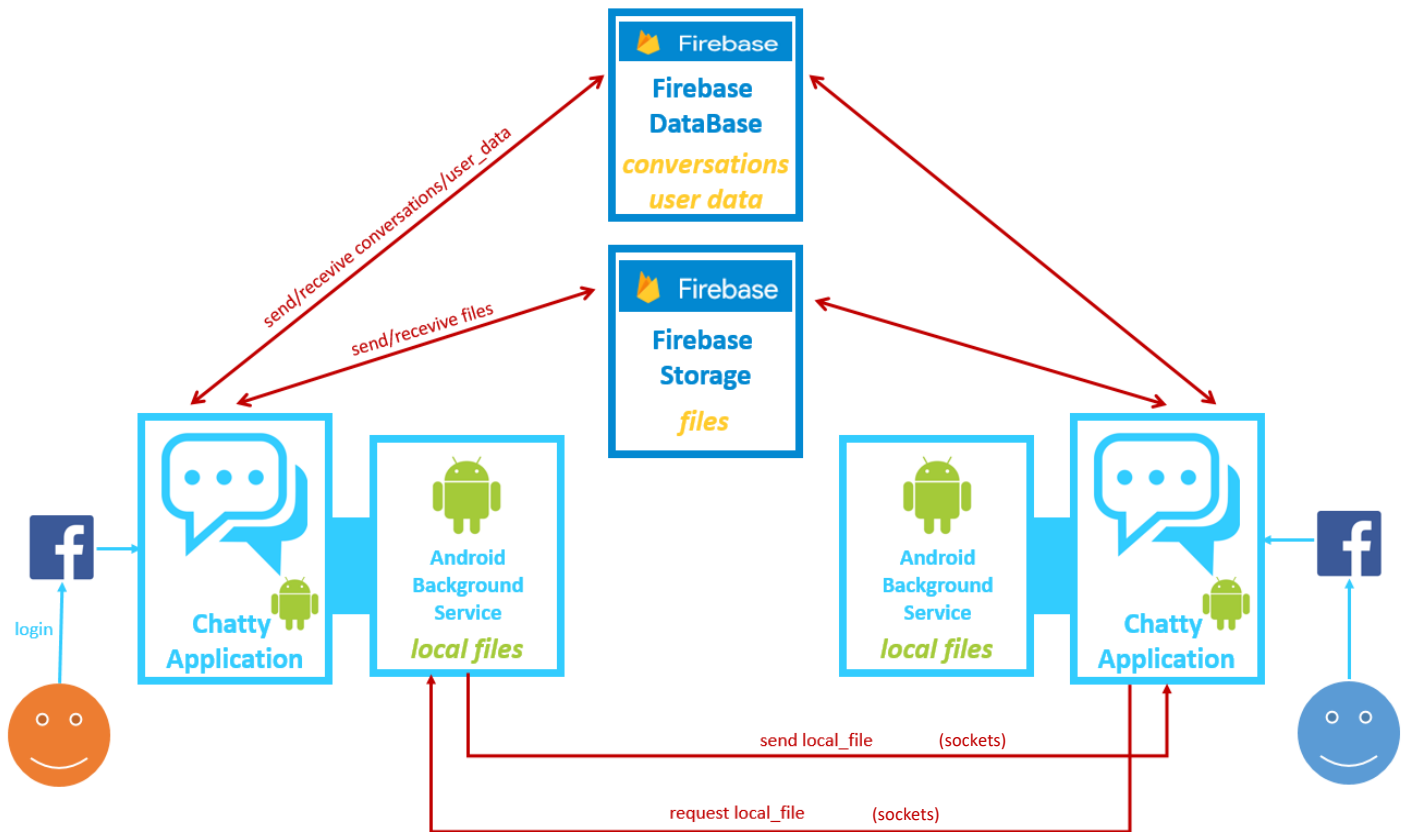 Firebase
Firebase
DataBase
conversations
user data
send/recevive conversations/user_data
Firebase
Firebase
Storage
files
send/recevive files
login
Chatty
Application
Android
Background
Service
local files
Android
Background
Service
local files
Chatty
Application
send local_file (sockets)
request local_file (sockets)